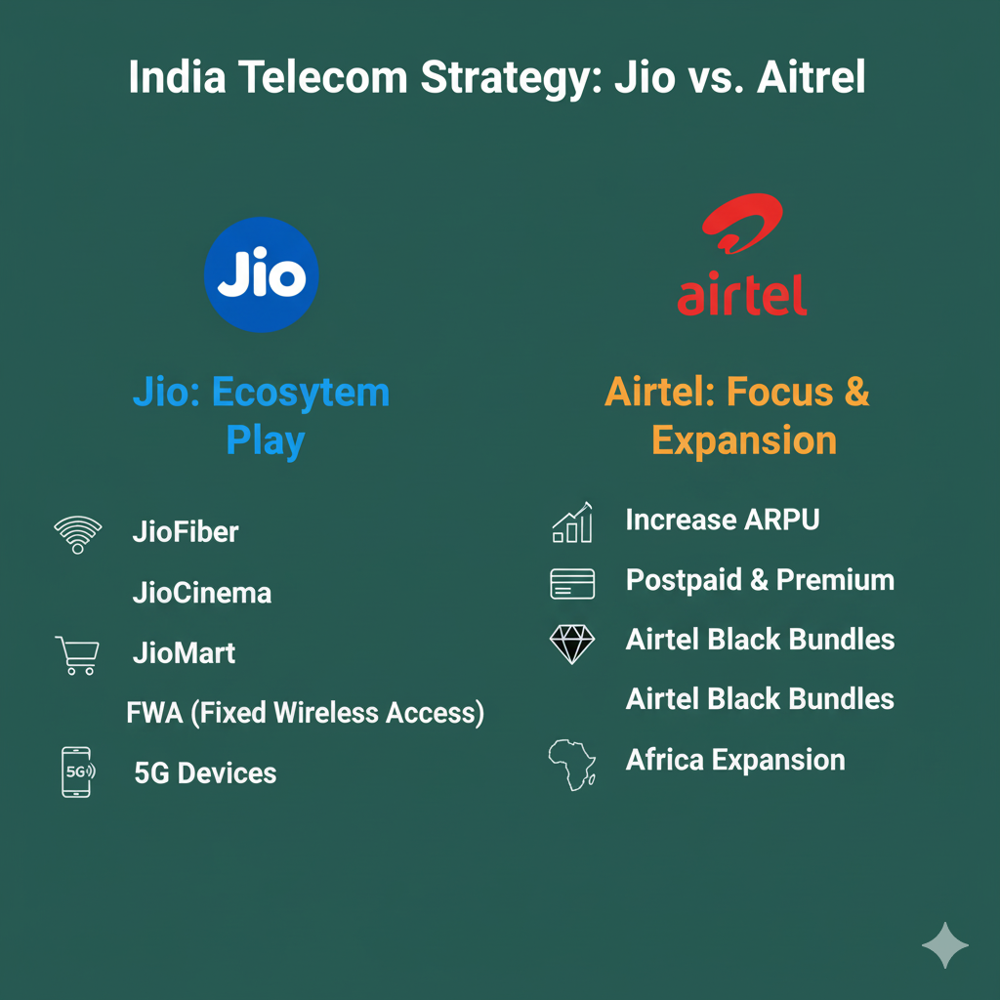 India Telecom Strategy: Jio vs. Aitrel
Jio
airtel
Jio: Ecosytem
Play
JioFiber
JioCinema
JioMart
FWA (Fixed Wireless Access)
5G
5G Devices
Airtel: Focus &
Expansion
Increase ARPU
Postpaid & Premium
Airtel Black Bundles
Airtel Black Bundles
Africa Expansion